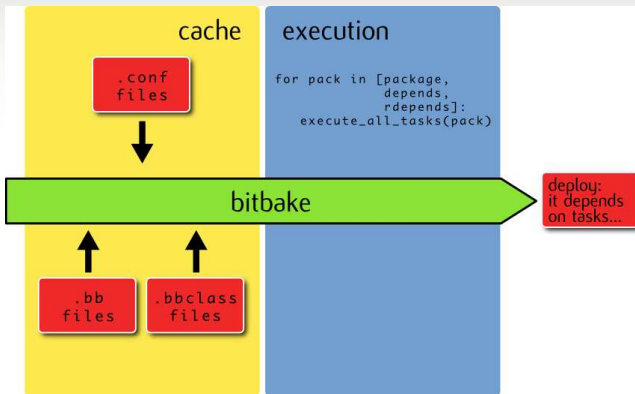 cache
execution
.conf
files
for pack in [package,
depends,
rdepends]:
execute_all_tasks(pack)
bitbake
deploy:
it depends
on tasks...
.bb
files
.bbclass
files